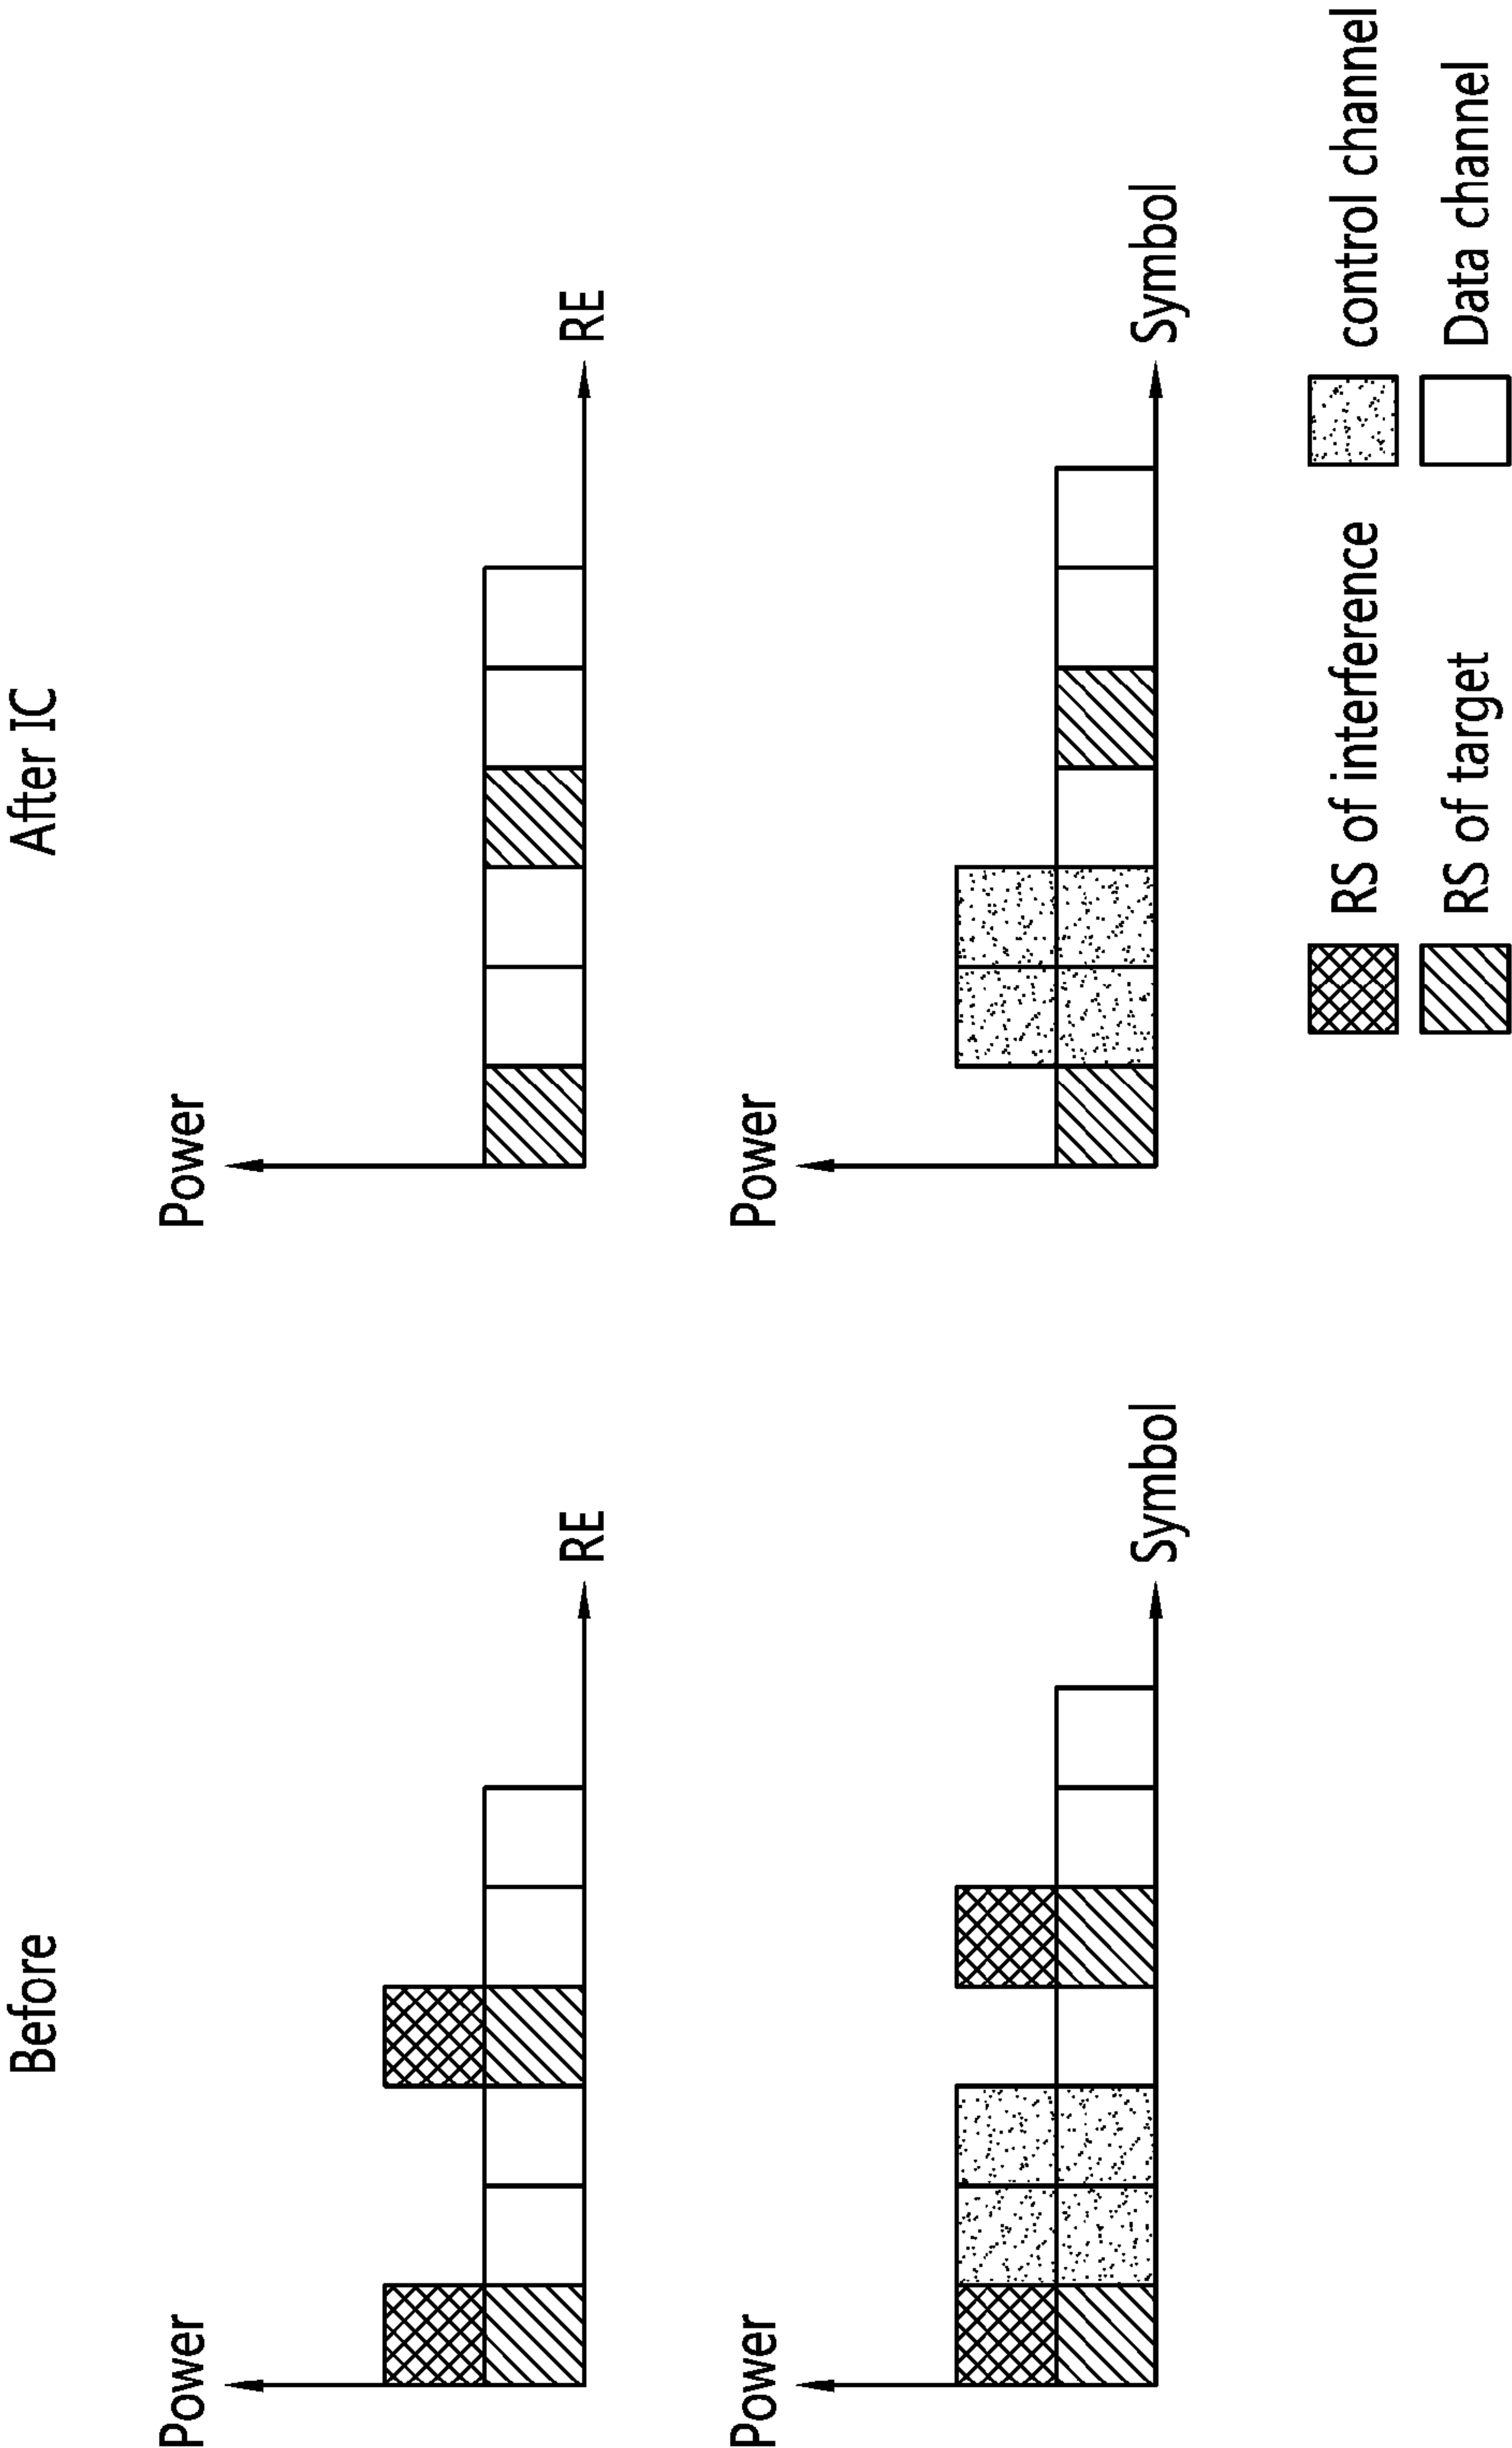 Before
After IC
Power
RE
Power
RE
Power
Symbol
Power
Symbol
RS of interference
control channel
RS of target
Data channel